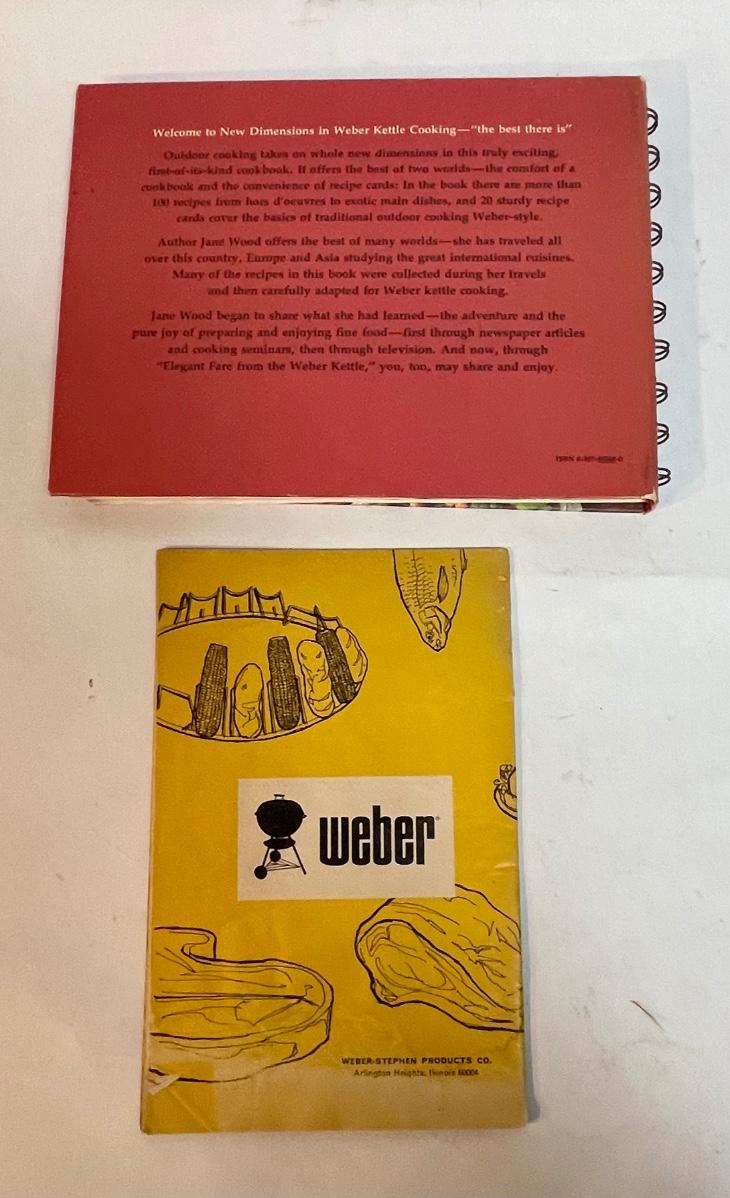 Welcome to New Dimensions in Weber Kettle Cooking—"the best there is"
Outdoor cooking takes on whole new dimensions in this truly exciting,
first-of-its-kind cookbook. It offers the best of two worlds—the comfort of a
cookbook and the convenience of recipe cards: In the book there are more than
100 recipes from hors d'oeuvres to exotic main dishes, and 20 sturdy recipe
cards cover the basics of traditional outdoor cooking Weber-style.
Author Jane Wood offers the best of many worlds—she has traveled all
over this country, Europe and Asia studying the great international cuisines.
Many of the recipes in this book were collected during her travels
and then carefully adapted for Weber kettle cooking.
Jane Wood began to share what she had learned—the adventure and the
pure joy of preparing and enjoying fine food—first through newspaper articles
and cooking seminars, then through television. And now, through
"Elegant Fare from the Weber Kettle," you, too, may share and enjoy.
ISBN
weber®
WEBER-STEPHEN PRODUCTS CO.
Arlington Heights, Illinois 60004